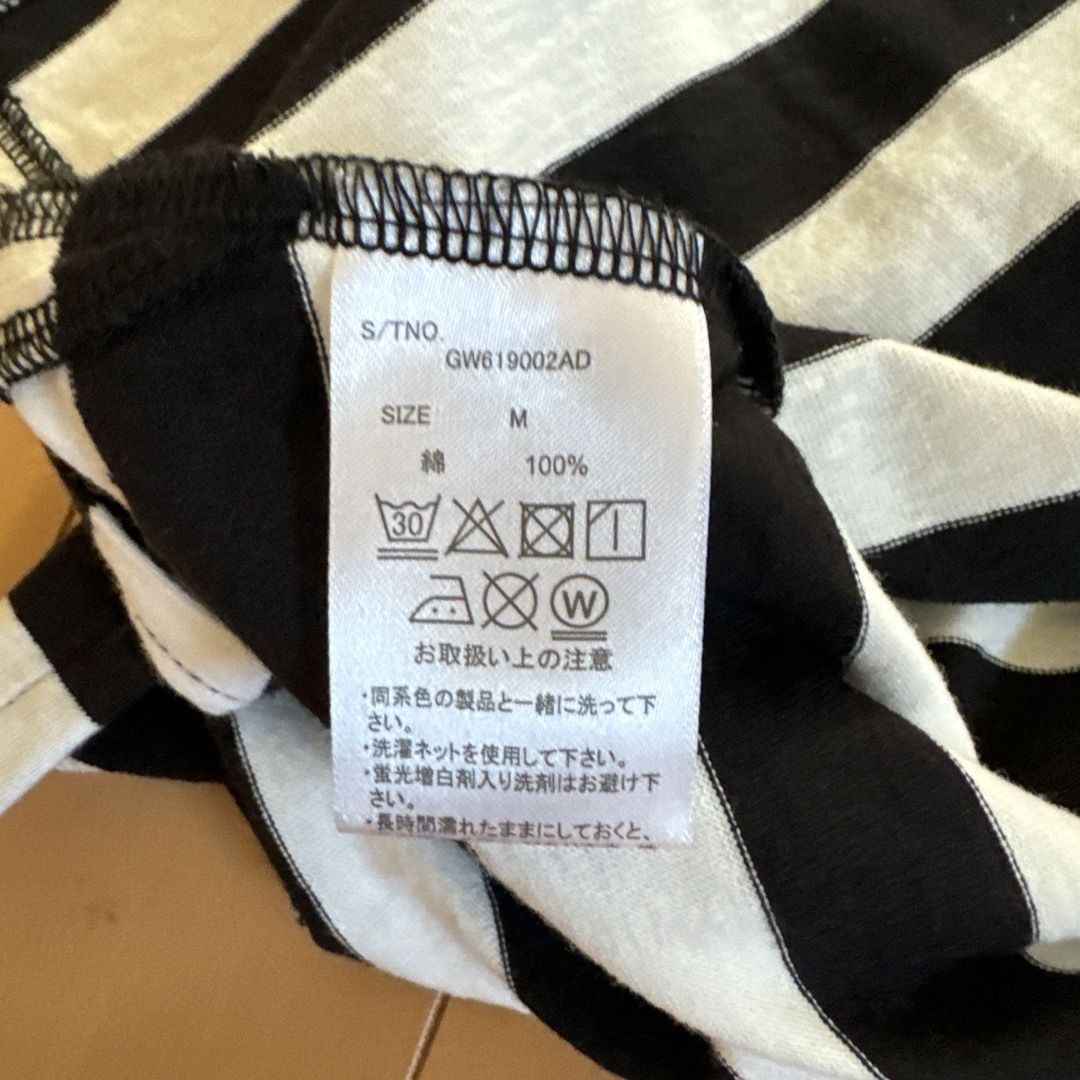 S/TNO.
GW619002AD
SIZE M
綿 100%
30
W
お取扱い上の注意
・同系色の製品と一緒に洗って下
さい。
・洗濯ネットを使用して下さい。
・蛍光増白剤入り洗剤はお避け下
さい。
・長時間濡れたままにしておくと、